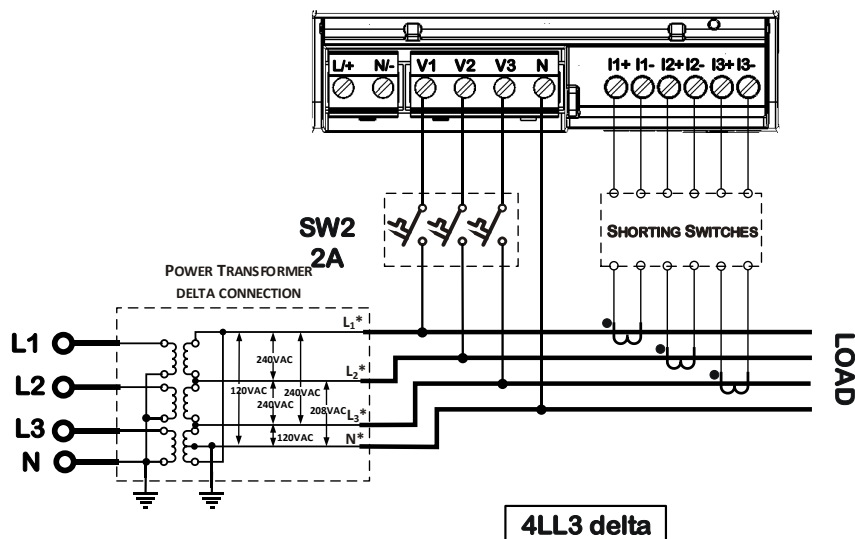 L/+ N/- V1 V2 V3 N I1+ I1- I2+ I2- I3+ I3-
SW2
2A
SHORTING SWITCHES
POWER TRANSFORMER
DELTA CONNECTION
L1*
L1
240VAC
L2
L2*
120VAC
240VAC
240VAC
208VAC
L3
L3*
120VAC
N*
N
LOAD
4LL3 delta